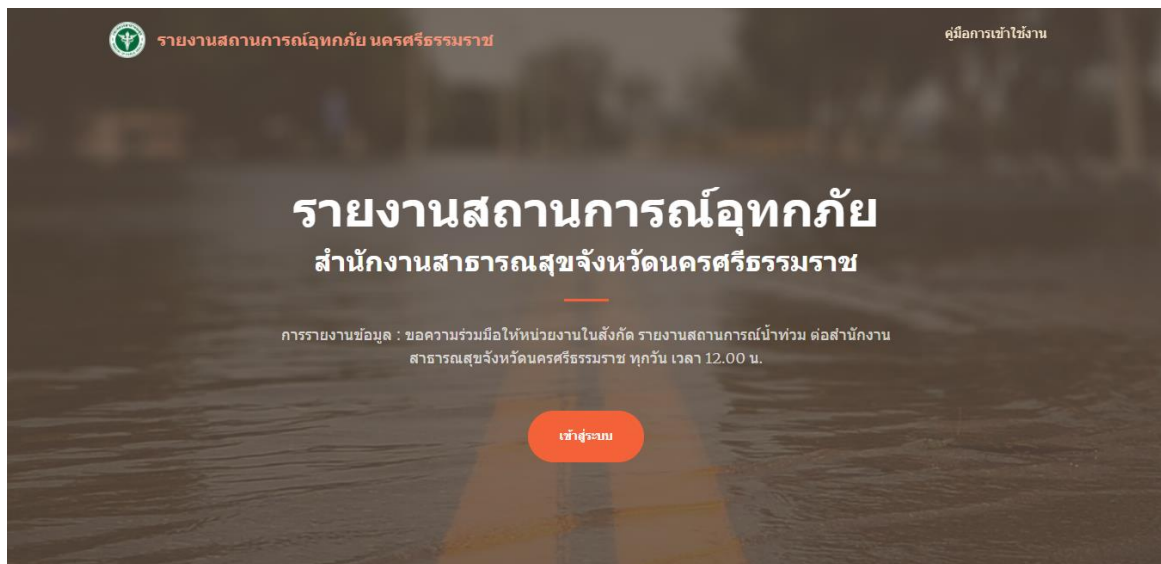 รายงานสถานการณ์อุทกภัย นครศรีธรรมราช
คู่มือการเข้าใช้งาน
รายงานสถานการณ์อุทกภัย
สำนักงานสาธารณสุขจังหวัดนครศรีธรรมราช
การรายงานข้อมูล : ขอความร่วมมือให้หน่วยงานในสังกัด รายงานสถานการณ์น้ำท่วม ต่อสำนักงาน
สาธารณสุขจังหวัดนครศรีธรรมราช ทุกวัน เวลา 12.00 น.
เข้าสู่ระบบ